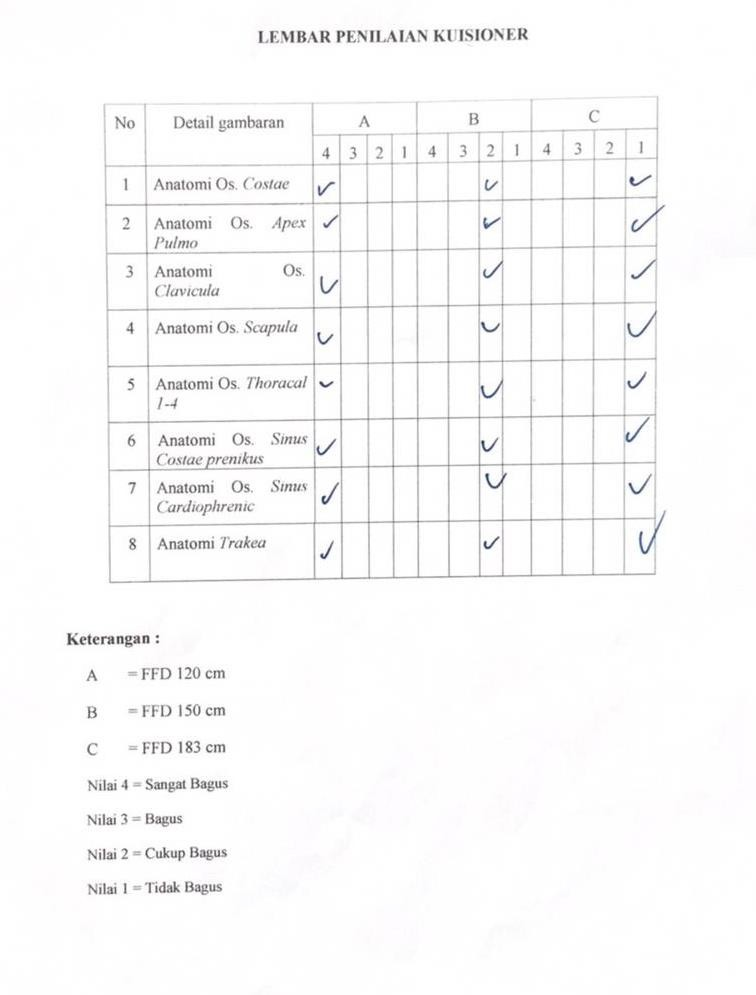 LEMBAR PENILAIAN KUISIONER
No Detail gambaran A B C
4 3 2 1 4 3 2 1 4 3 2 1
1 Anatomi Os. Costae ✓ ✓ ✓
2 Anatomi Os. Apex ✓ ✓ ✓
Pulmo
3 Anatomi Os. ✓ ✓ ✓
Clavicula
4 Anatomi Os. Scapula ✓ ✓ ✓
5 Anatomi Os. Thoracal ✓ ✓ ✓
1-4
6 Anatomi Os. Sinus ✓ ✓ ✓
Costae prenikus
7 Anatomi Os. Sinus ✓ ✓ ✓
Cardiophrenic
8 Anatomi Trakea ✓ ✓ ✓
Keterangan :
A = FFD 120 cm
B = FFD 150 cm
C = FFD 183 cm
Nilai 4 = Sangat Bagus
Nilai 3 = Bagus
Nilai 2 = Cukup Bagus
Nilai 1 = Tidak Bagus